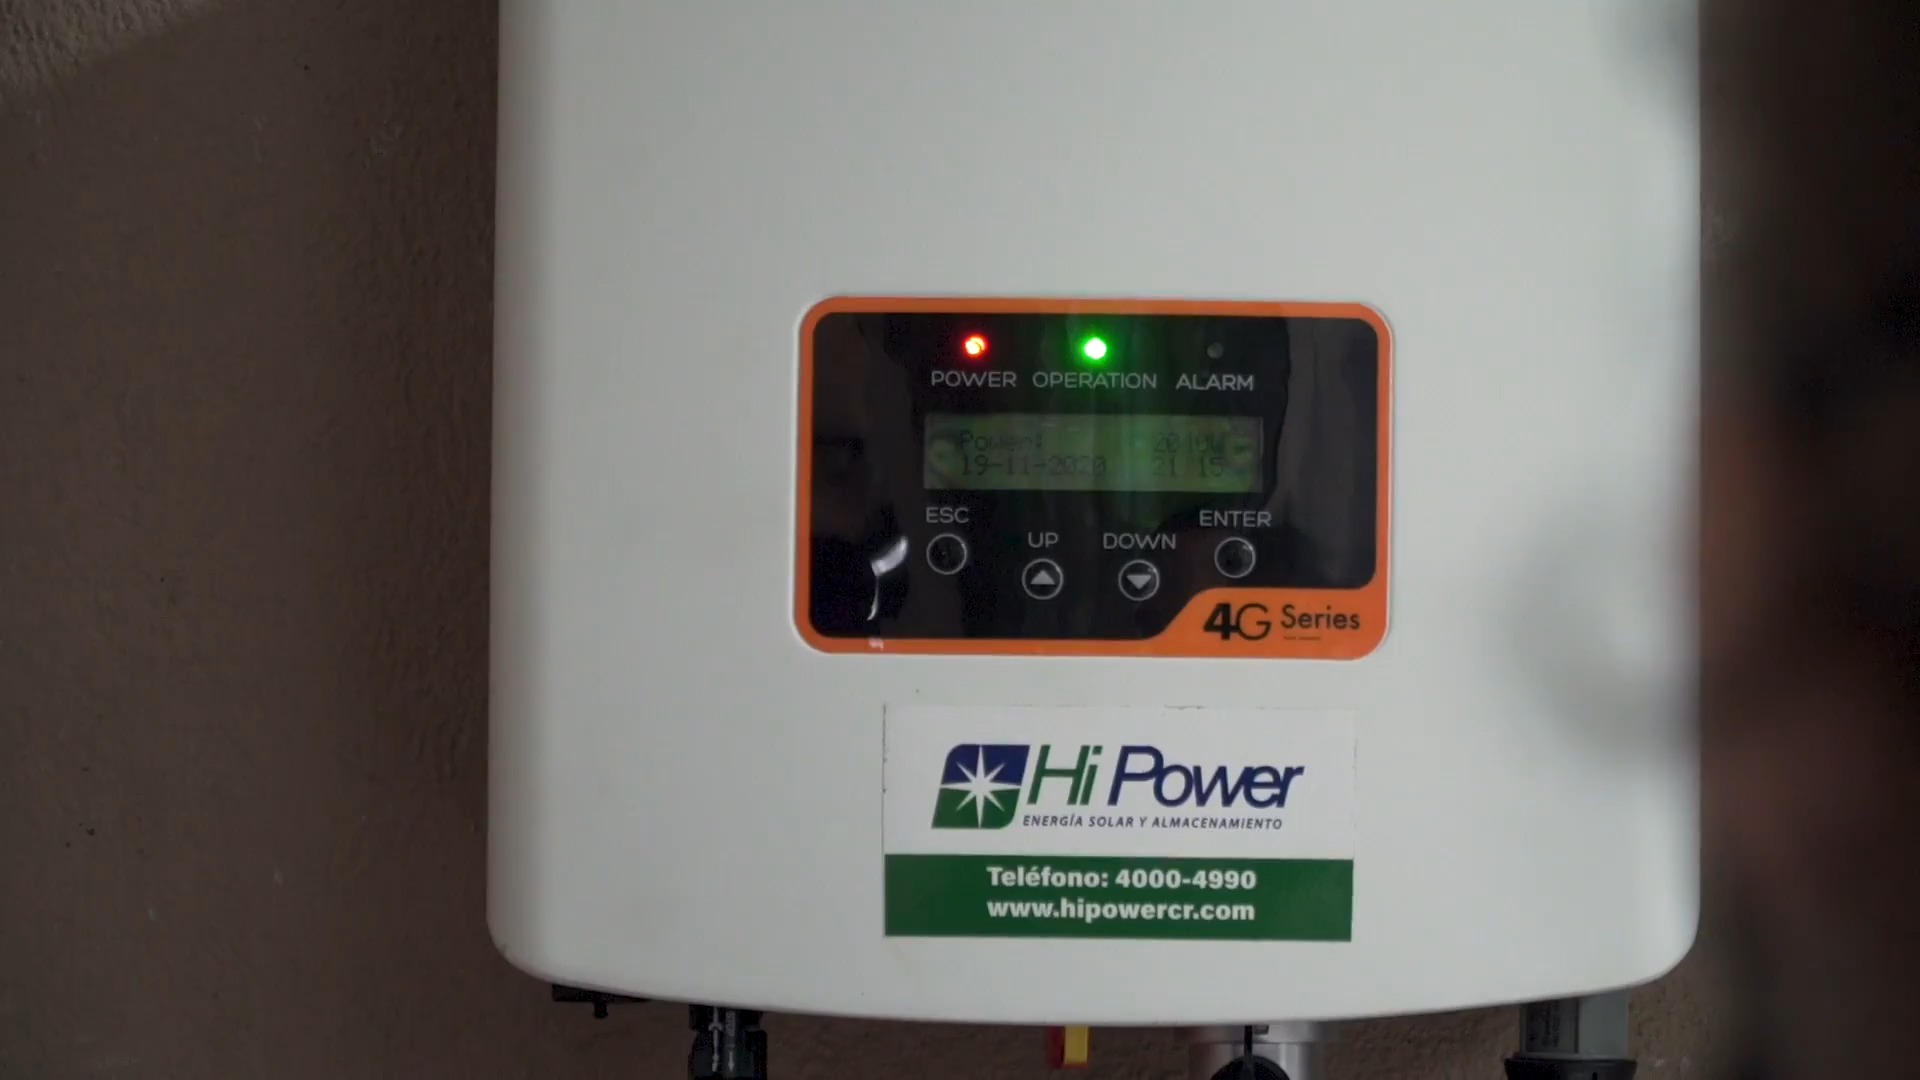 POWER OPERATION ALARM
Power: 2010W
19-11-2020 21 15
ESC
ENTER
UP DOWN
4G Series
Hi Power
ENERGÍA SOLAR Y ALMACENAMIENTO
Teléfono: 4000-4990
www.hipowercr.com